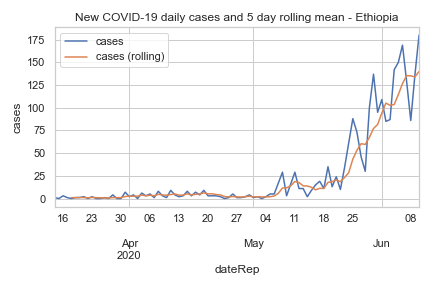 New COVID-19 daily cases and 5 day rolling mean - Ethiopia
cases
cases (rolling)
175
150
125
100
75
50
25
0
cases
16 23 30 06 13 20 27 04 11 18 25 08
Apr May Jun
2020
dateRep